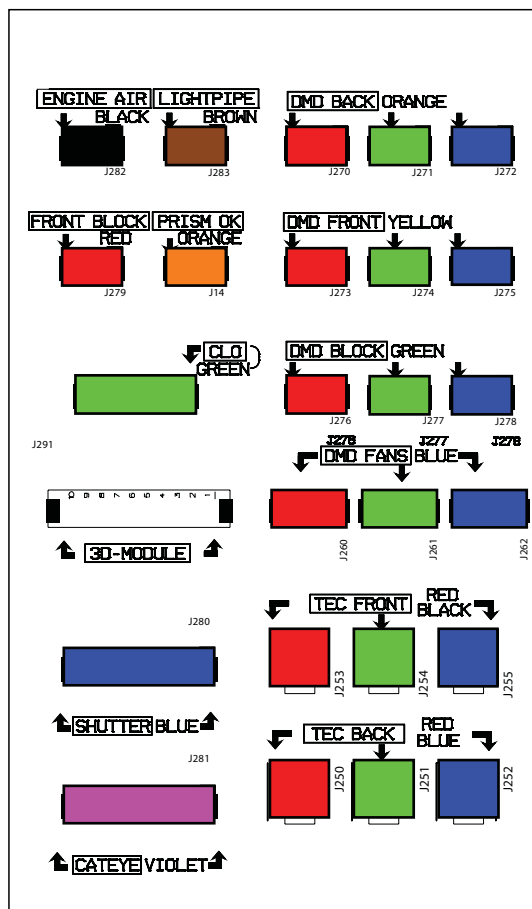 ENGINE AIR LIGHTPIPE DMD BACK ORANGE
BLACK BROWN
J282 J283 J270 J271 J272
FRONT BLOCK PRISM OK DMD FRONT YELLOW
RED ORANGE
J279 J14 J273 J274 J275
CLO DMD BLOCK GREEN
GREEN
J276 J277 J278
J291 J276 J277 J278
DMD FANS BLUE
10 9 8 7 6 5 4 3 2 1
J260 J261 J262
3D-MODULE
RED
TEC FRONT BLACK
J280
J253 J254 J255
SHUTTER BLUE
RED
TEC BACK BLUE
J281
J250 J251 J252
CATEYE VIOLET